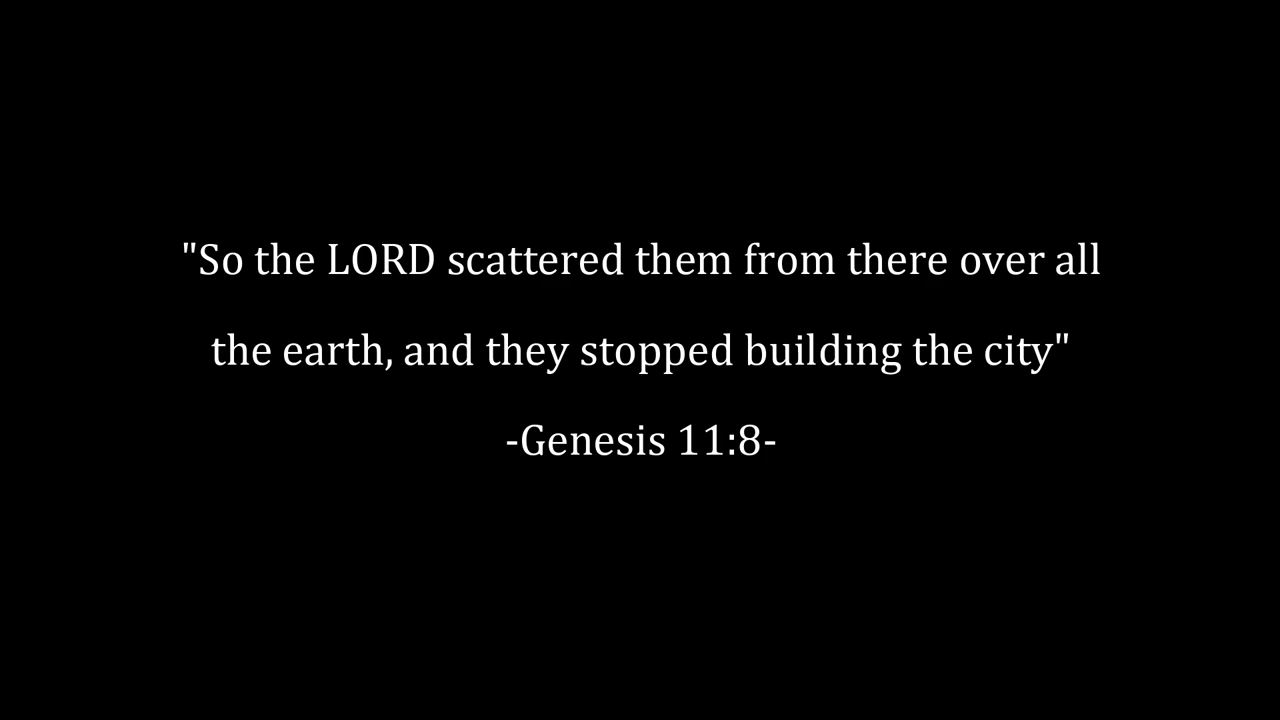 "So the LORD scattered them from there over all
the earth, and they stopped building the city"
-Genesis 11:8-